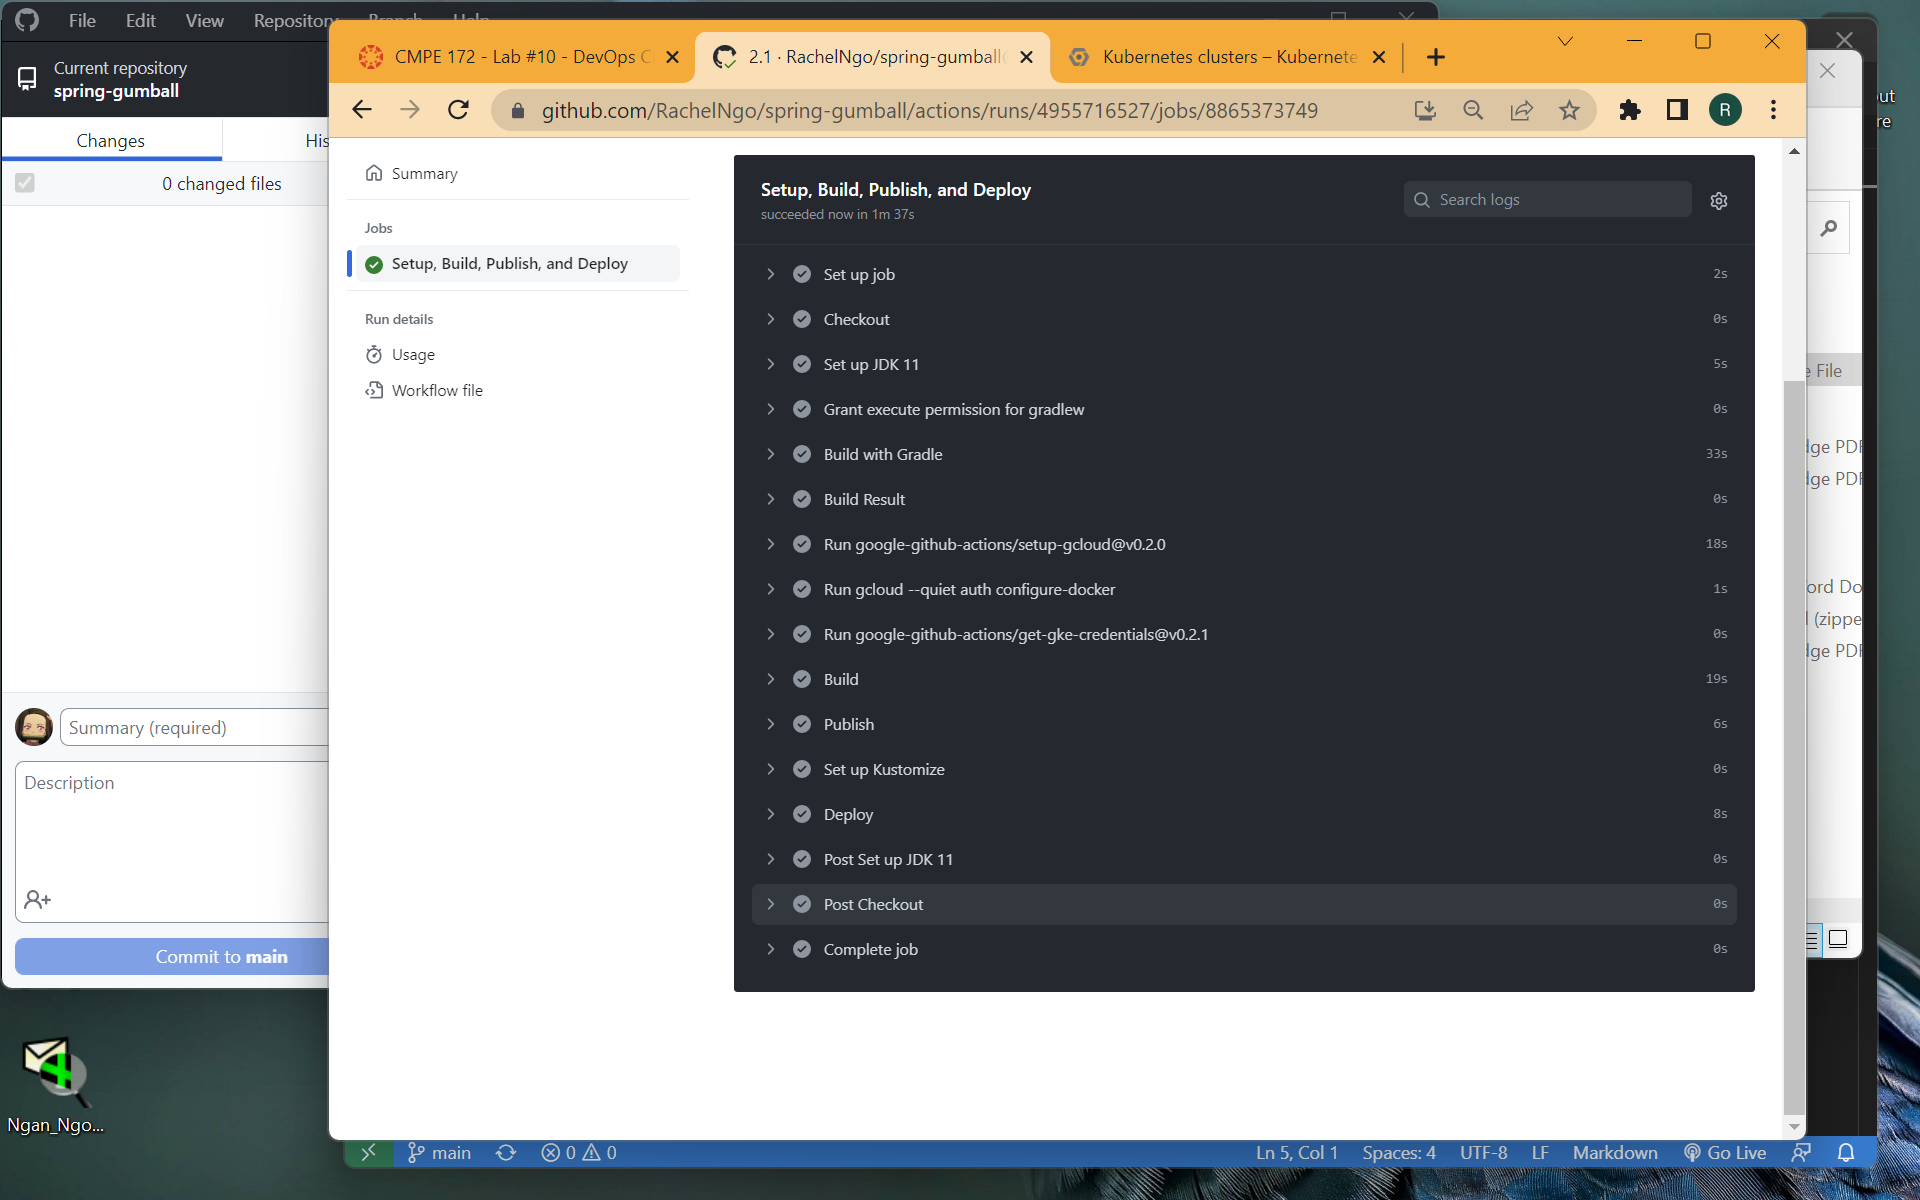 File Edit View Repository Branch Help
Current repository
spring-gumball
Changes
His
0 changed files
Summary (required)
Description
Commit to main
Ngan_Ngo...
CMPE 172 - Lab #10 - DevOps C
2.1 · RachelNgo/spring-gumball
Kubernetes clusters – Kubernete
github.com/RachelNgo/spring-gumball/actions/runs/4955716527/jobs/8865373749
R
Summary
Jobs
Setup, Build, Publish, and Deploy
Run details
Usage
Workflow file
Setup, Build, Publish, and Deploy
succeeded now in 1m 37s
Search logs
Set up job 2s
Checkout 0s
Set up JDK 11 5s
Grant execute permission for gradlew 0s
Build with Gradle 33s
Build Result 0s
Run google-github-actions/setup-gcloud@v0.2.0 18s
Run gcloud --quiet auth configure-docker 1s
Run google-github-actions/get-gke-credentials@v0.2.1 0s
Build 19s
Publish 6s
Set up Kustomize 0s
Deploy 8s
Post Set up JDK 11 0s
Post Checkout 0s
Complete job 0s
out
re
e File
dge PDF
dge PDF
ord Do
(zippe
dge PDF
main 0 0 Ln 5, Col 1 Spaces: 4 UTF-8 LF Markdown Go Live